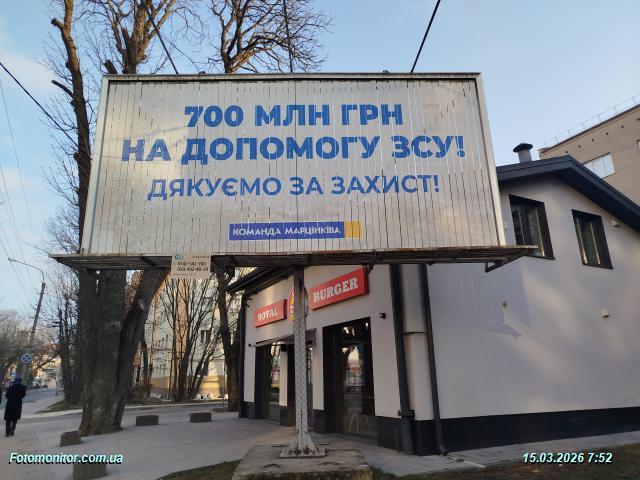 700 МЛН ГРН
НА ДОПОМОГУ ЗСУ!
ДЯКУЄМО ЗА ЗАХИСТ!
КОМАНДА МАРЦІНКІВА
ROYAL BURGER
Fotomonitor.com.ua
15.03.2026 7:52